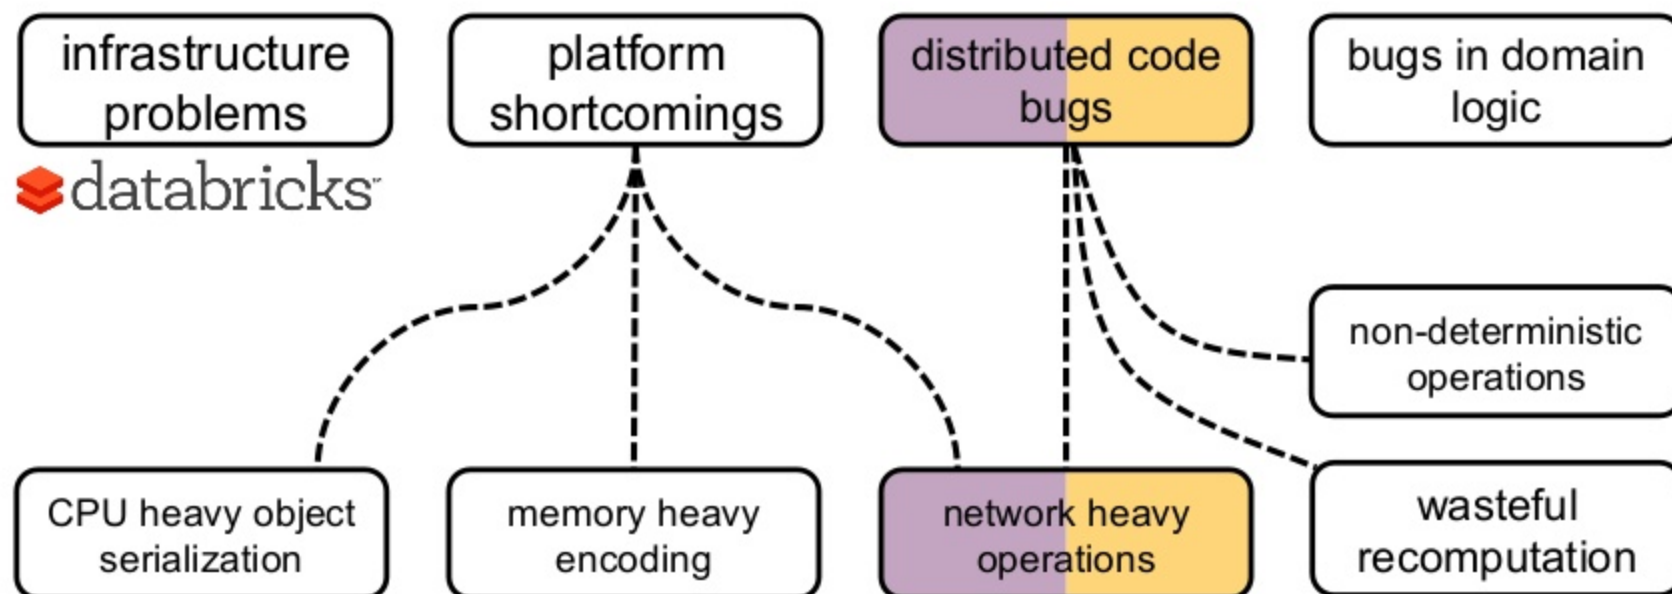 infrastructure
problems
platform
shortcomings
distributed code
bugs
bugs in domain
logic
databricks™
non-deterministic
operations
CPU heavy object
serialization
memory heavy
encoding
network heavy
operations
wasteful
recomputation